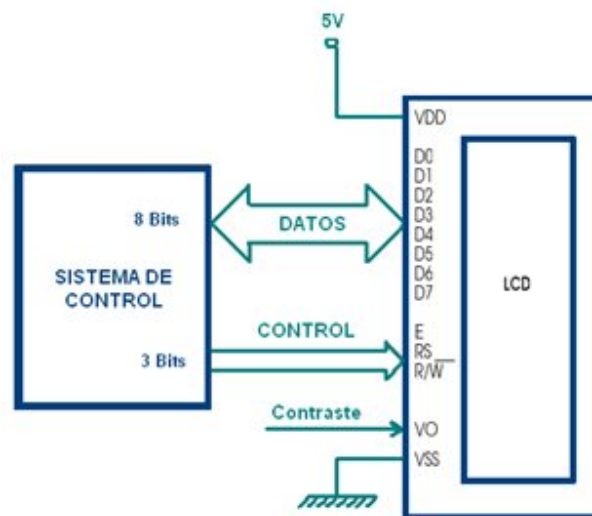 5V
VDD
D0
D1
D2
D3
D4
D5
D6
D7
8 Bits
DATOS
SISTEMA DE
CONTROL
LCD
CONTROL
3 Bits
E
RS
R/W
Contraste
VO
VSS